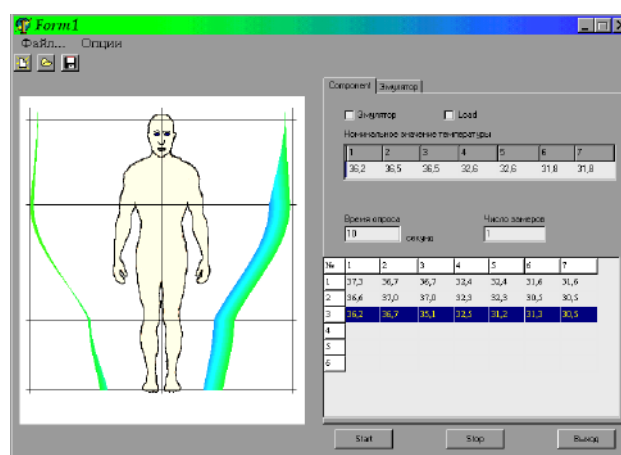 Form1
Файл... Опции
Component Эмулятор
Эмулятор Load
Номинальное значение температуры
1 2 3 4 5 6 7
36,2 36,5 36,5 32,6 32,6 31,8 31,8
Время опроса Число замеров
10 секунд 1
№ 1 2 3 4 5 6 7
1 37,3 36,7 36,7 32,4 32,4 31,6 31,6
2 36,6 37,0 37,0 32,3 32,3 30,5 30,5
3 36,2 36,7 35,1 32,5 31,2 31,3 30,5
4
5
6
Start Stop Выход